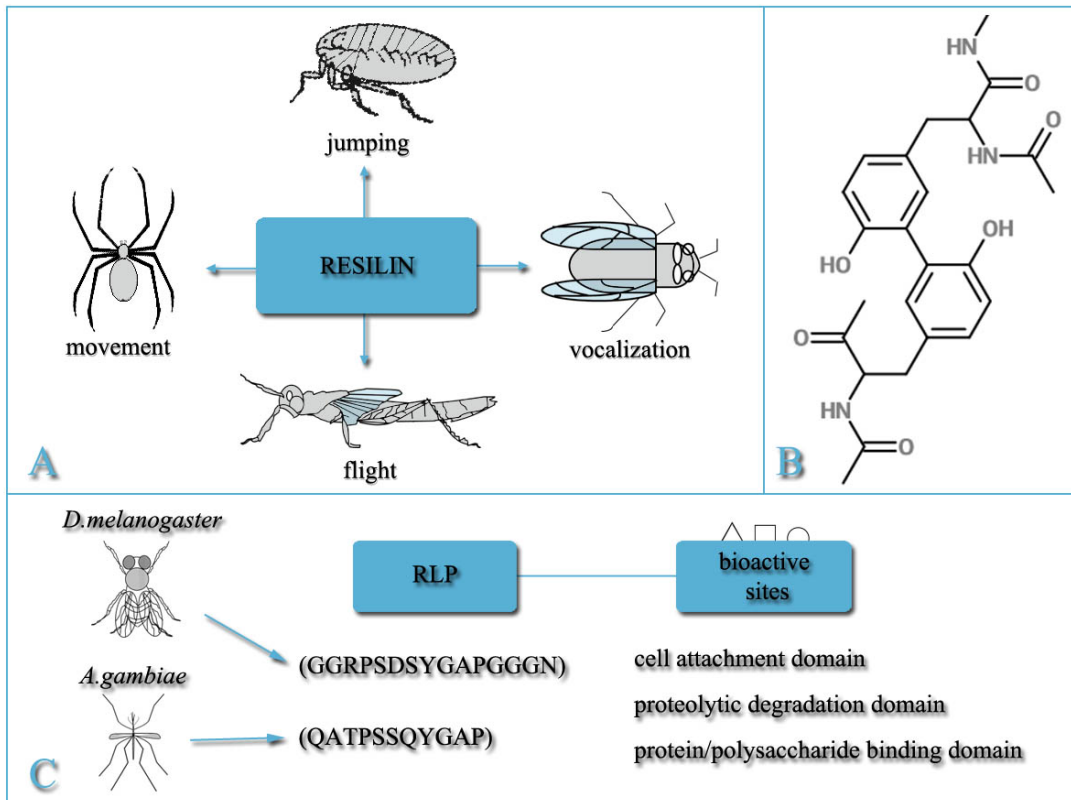 jumping
RESILIN
movement
vocalization
flight
A
HN
O
O
HN
OH
HO
O
HN
O
B
D.melanogaster
RLP
bioactive
sites
(GGRPSDSYGAPGGGN)
cell attachment domain
A.gambiae
proteolytic degradation domain
(QATPSSQYGAP)
protein/polysaccharide binding domain
C